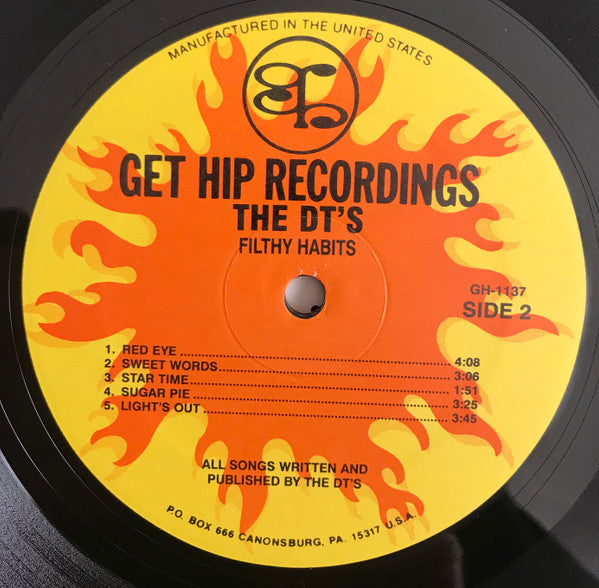 MANUFACTURED IN THE UNITED STATES
GET HIP RECORDINGS
THE DT'S
FILTHY HABITS
GH-1137
SIDE 2
1. RED EYE 4:08
2. SWEET WORDS 3:06
3. STAR TIME 1:51
4. SUGAR PIE 3:25
5. LIGHT'S OUT 3:45
ALL SONGS WRITTEN AND
PUBLISHED BY THE DT'S
P.O. BOX 666 CANONSBURG, PA. 15317 U.S.A.